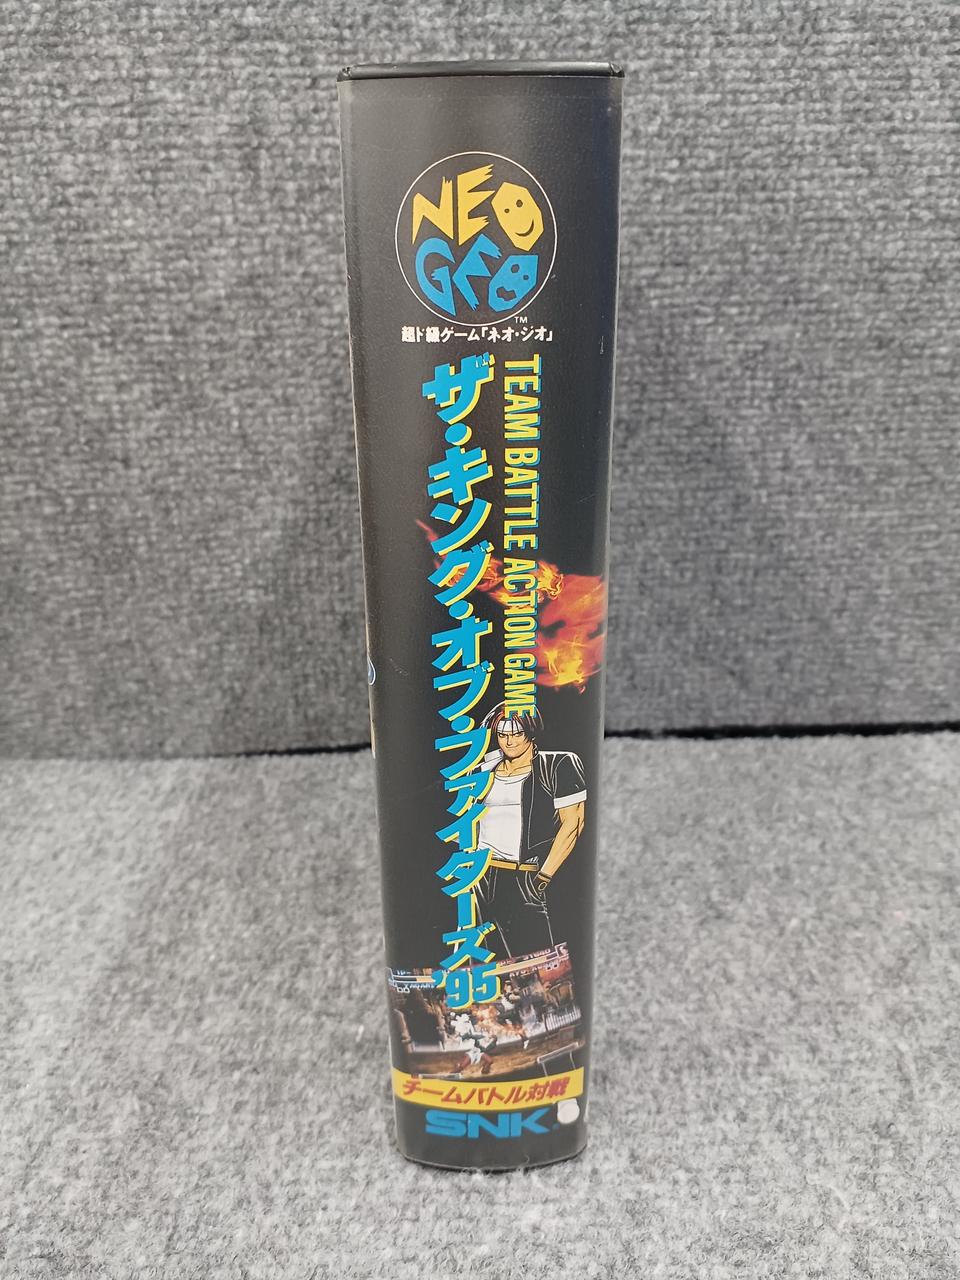 NEO
GEO
TM
超ド級ゲーム「ネオ・ジオ」
TEAM BATTLE ACTION GAME
ザ・キング・オブ・ファイターズ
'95
チームバトル対戦
SNK